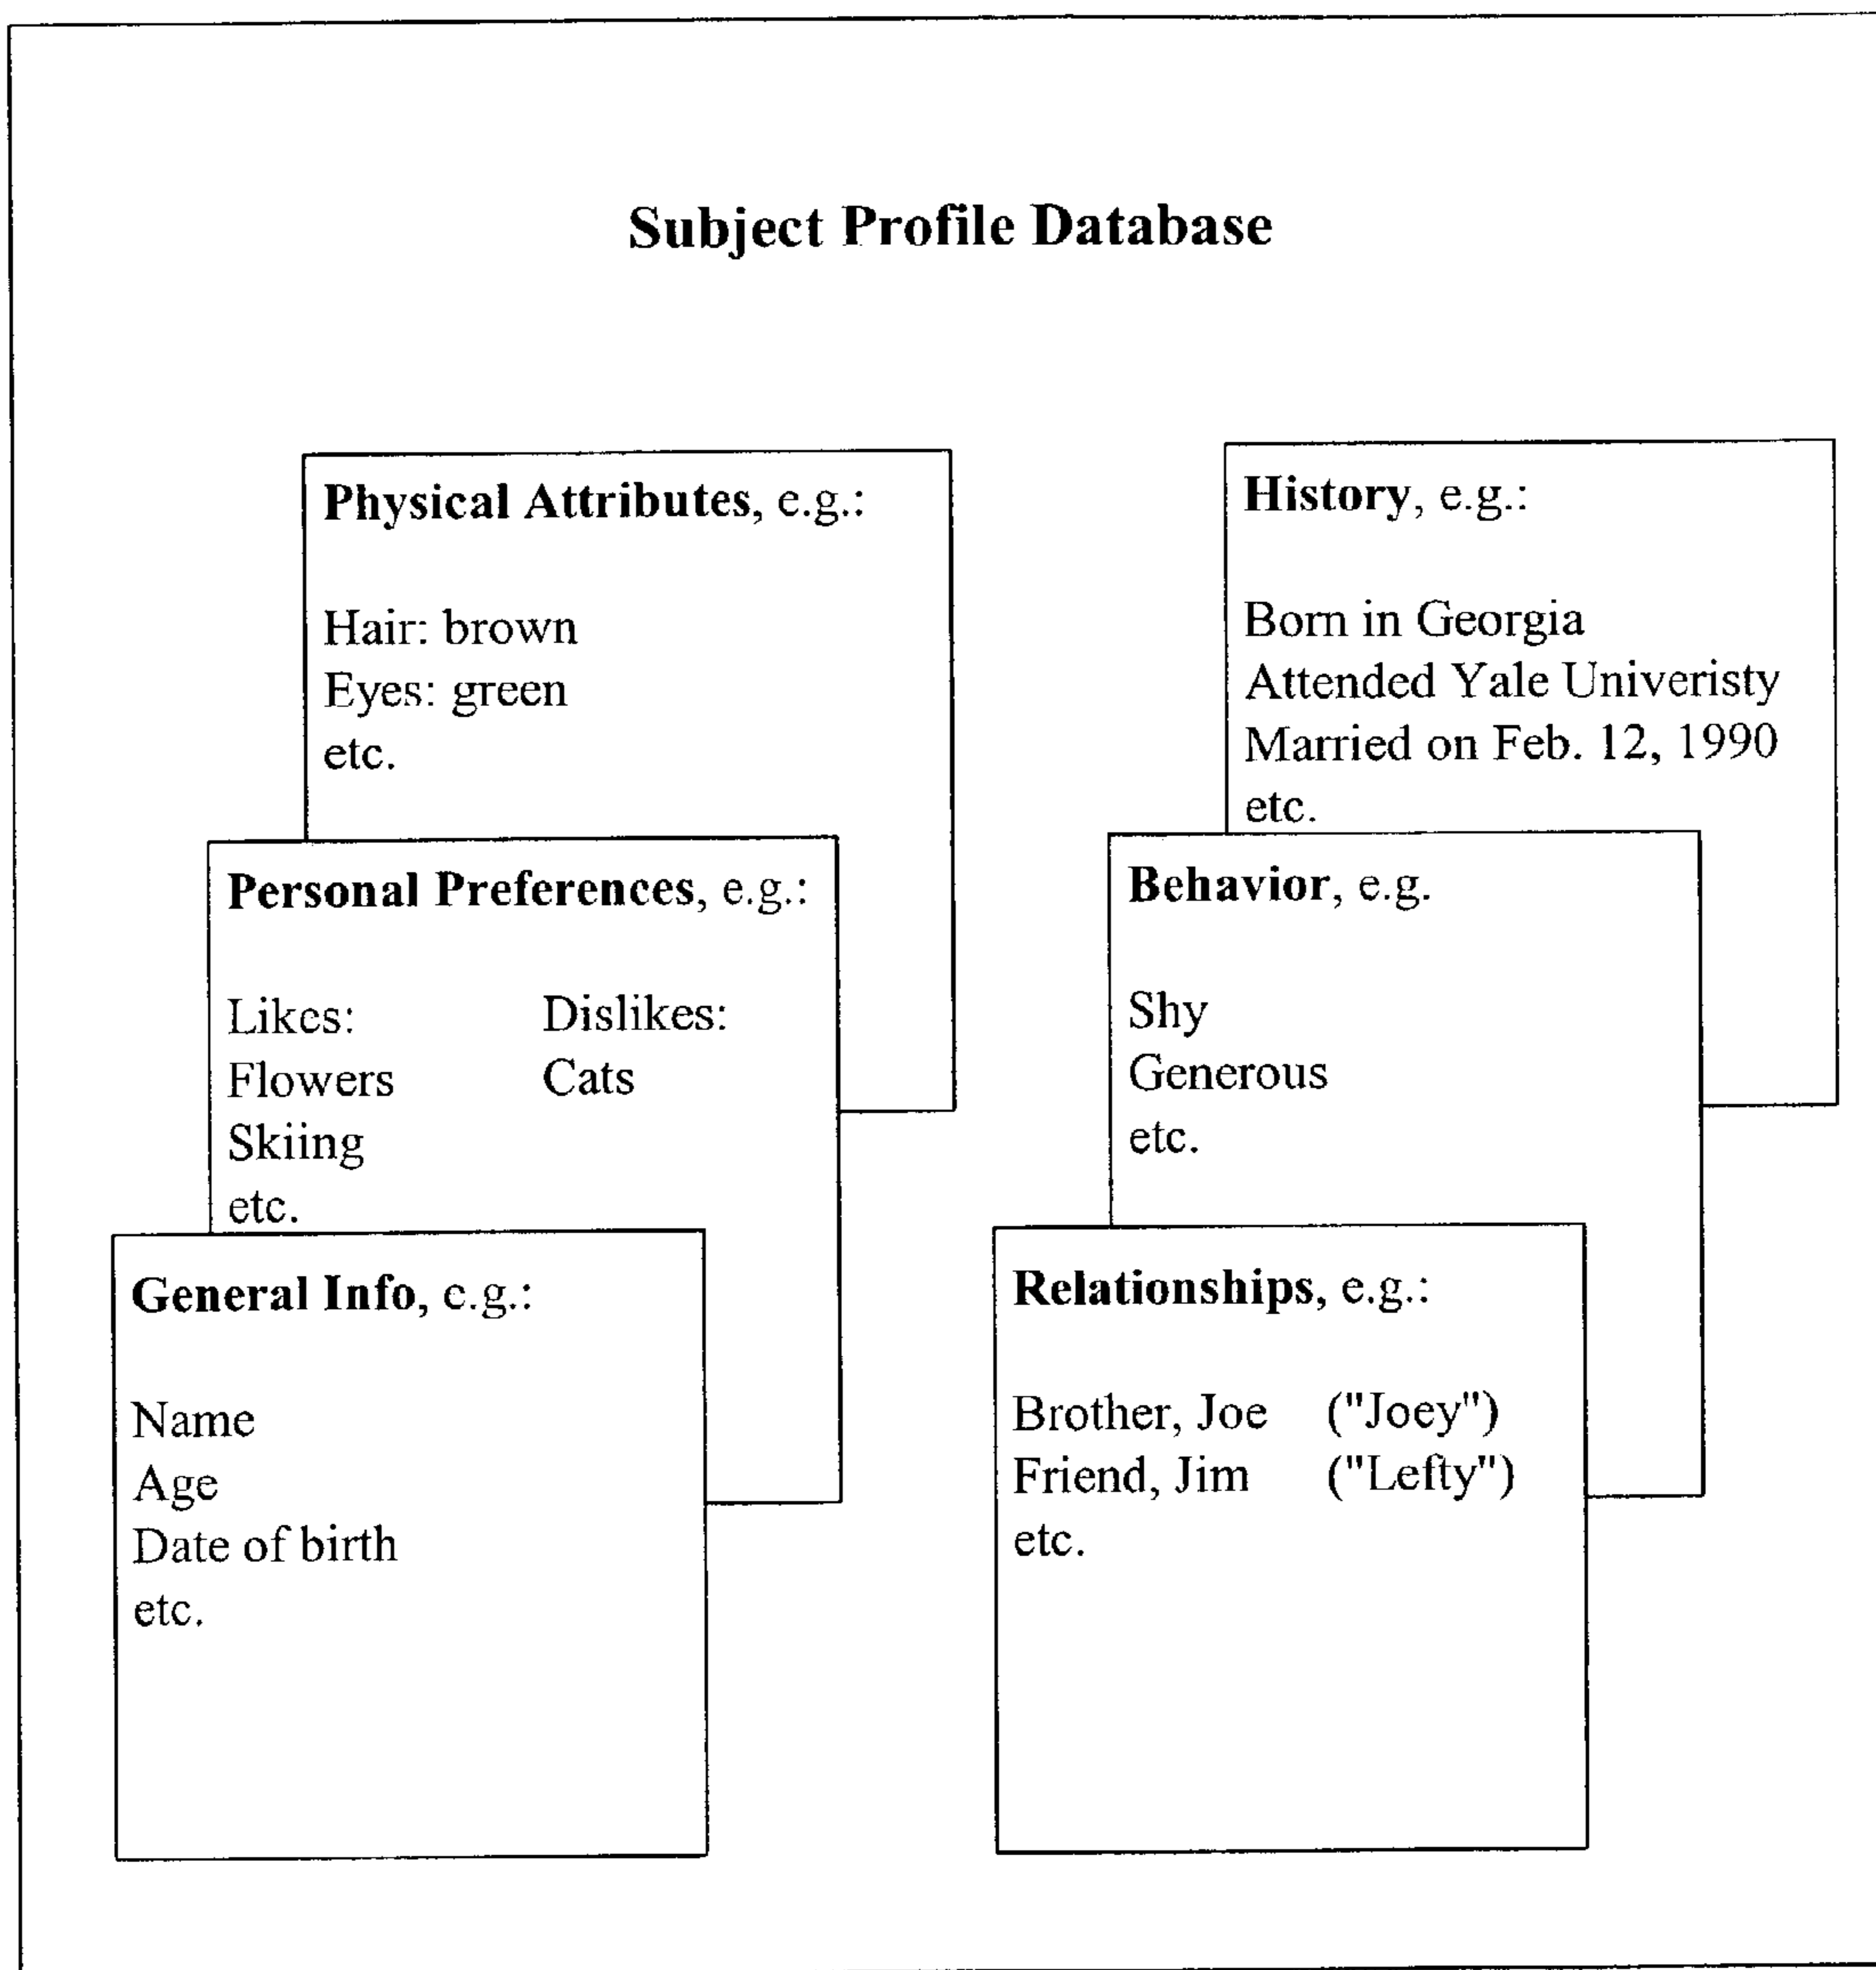 Subject Profile Database
Physical Attributes, e.g.:
Hair: brown
Eyes: green
etc.
Personal Preferences, e.g.:
Likes: Dislikes:
Flowers Cats
Skiing
etc.
General Info, e.g.:
Name
Age
Date of birth
etc.
History, e.g.:
Born in Georgia
Attended Yale Univeristy
Married on Feb. 12, 1990
etc.
Behavior, e.g.
Shy
Generous
etc.
Relationships, e.g.:
Brother, Joe ("Joey")
Friend, Jim ("Lefty")
etc.